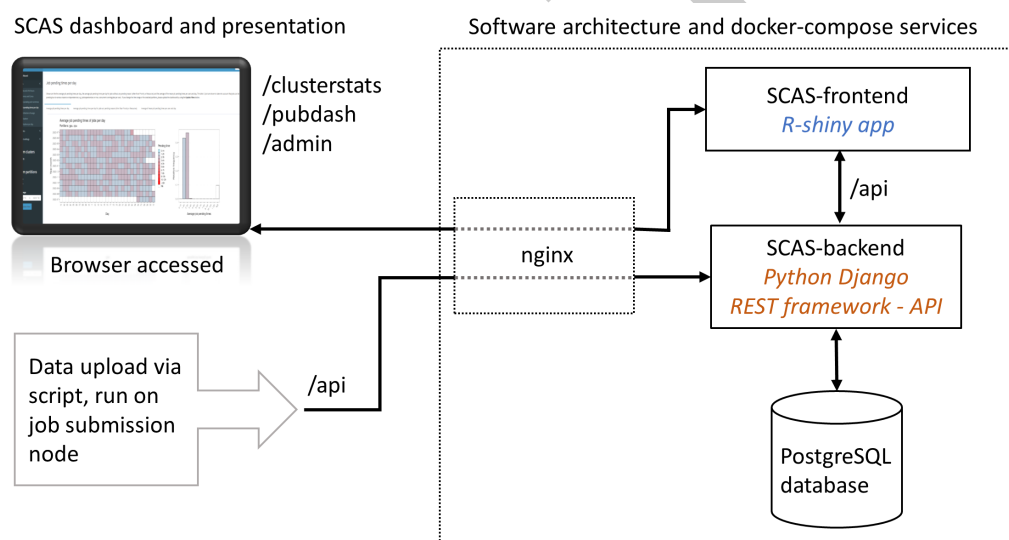 SCAS dashboard and presentation
Software architecture and docker-compose services
/clusterstats
/pubdash
/admin
Browser accessed
SCAS-frontend
R-shiny app
/api
nginx
SCAS-backend
Python Django
REST framework - API
Data upload via
script, run on
job submission
node
/api
PostgreSQL
database